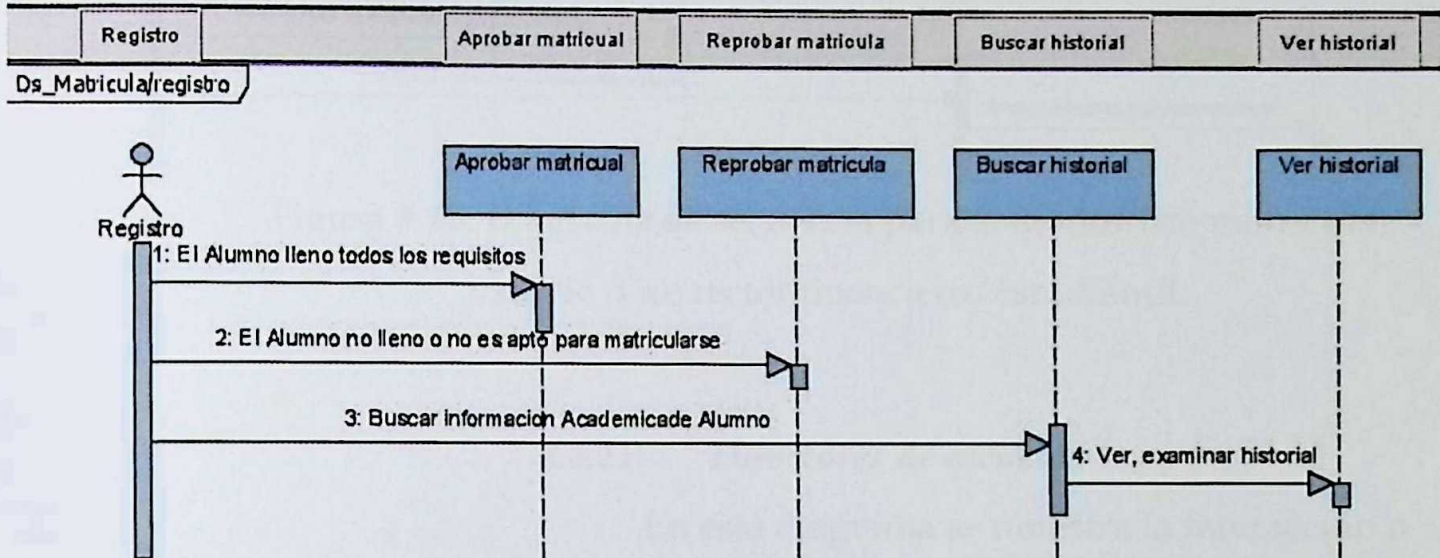 Registro
Aprobar matricual
Reprobar matricula
Buscar historial
Ver historial
Ds_Matricula/registro
Aprobar matricual
Reprobar matricula
Buscar historial
Ver historial
Registro
1: El Alumno lleno todos los requisitos
2: El Alumno no lleno o no es apto para matricularse
3: Buscar informacion Academicade Alumno
4: Ver, examinar historial